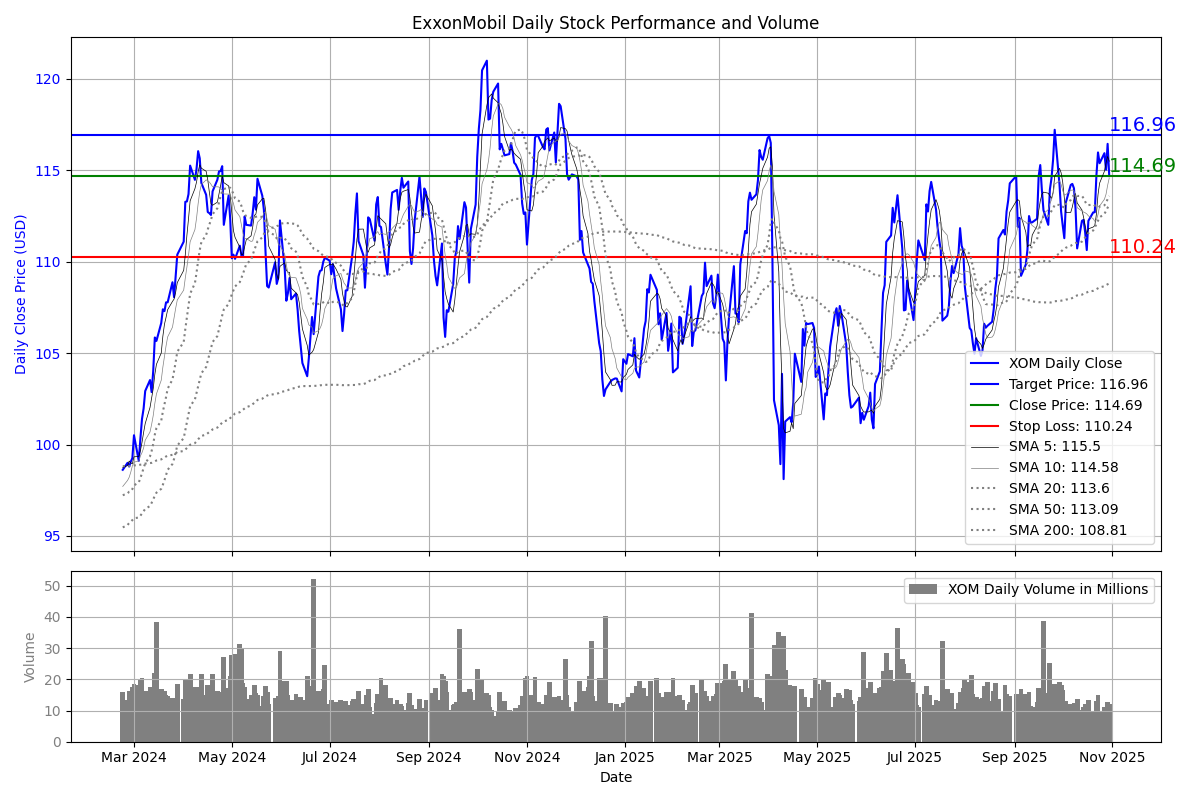 ExxonMobil Daily Stock Performance and Volume
Daily Close Price (USD)
120
115
110
105
100
95
116.96
114.69
110.24
XOM Daily Close
Target Price: 116.96
Close Price: 114.69
Stop Loss: 110.24
SMA 5: 115.5
SMA 10: 114.58
SMA 20: 113.6
SMA 50: 113.09
SMA 200: 108.81
Volume
50
40
30
20
10
0
XOM Daily Volume in Millions
Mar 2024 May 2024 Jul 2024 Sep 2024 Nov 2024 Jan 2025 Mar 2025 May 2025 Jul 2025 Sep 2025 Nov 2025
Date